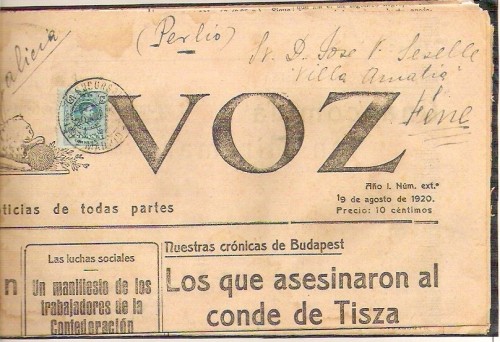 Galicia
(Perlio)
Sr. D. Jose V.
"Villa Amalia"
Fene
VOZ
Año I. Núm. ext.º
19 de agosto de 1920.
Precio: 10 céntimos
ticias de todas partes
Las luchas sociales
Un manifiesto de los
trabajadores de la
Confederación
n
Nuestras crónicas de Budapest
Los que asesinaron al
conde de Tisza